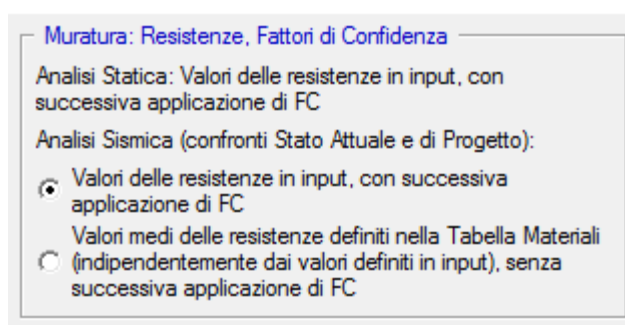 Muratura: Resistenze, Fattori di Confidenza
Analisi Statica: Valori delle resistenze in input, con
successiva applicazione di FC
Analisi Sismica (confronti Stato Attuale e di Progetto):
Valori delle resistenze in input, con successiva
applicazione di FC
Valori medi delle resistenze definiti nella Tabella Materiali
(indipendentemente dai valori definiti in input), senza
successiva applicazione di FC